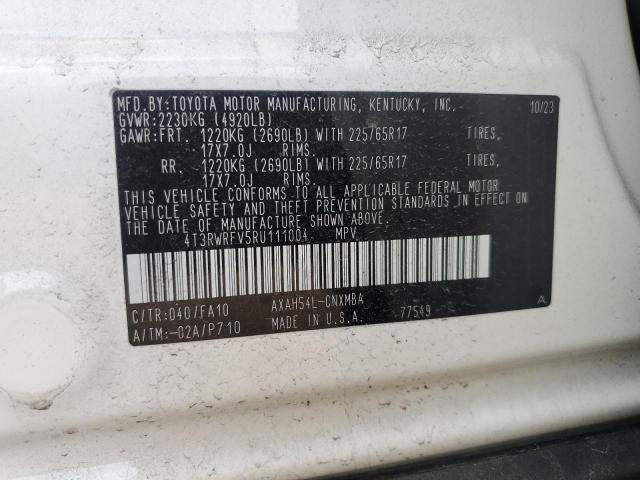 MFD.BY:TOYOTA MOTOR MANUFACTURING, KENTUCKY, INC. 10/23
GVWR:2230KG (4920LB)
GAWR:FRT. 1220KG (2690LB) WITH 225/65R17 TIRES,
17X7.0J RIMS.
RR. 1220KG (2690LB) WITH 225/65R17 TIRES,
17X7.0J RIMS.
THIS VEHICLE CONFORMS TO ALL APPLICABLE FEDERAL MOTOR
VEHICLE SAFETY AND THEFT PREVENTION STANDARDS IN EFFECT ON
THE DATE OF MANUFACTURE SHOWN ABOVE.
4T3RWRFV5RU111004 MPV
C/TR:040/FA10 AXAH54L-CNXMBA A
A/TM:-02A/P710 MADE IN U.S.A. 77549